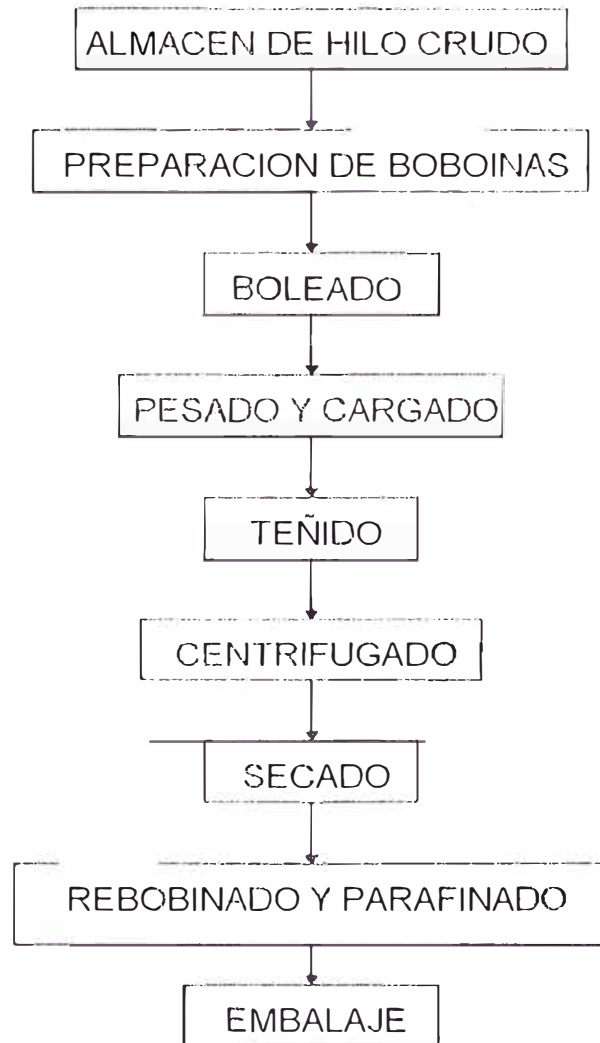 ALMACEN DE HILO CRUDO
PREPARACION DE BOBOINAS
BOLEADO
PESADO Y CARGADO
TEÑIDO
CENTRIFUGADO
SECADO
REBOBINADO Y PARAFINADO
EMBALAJE